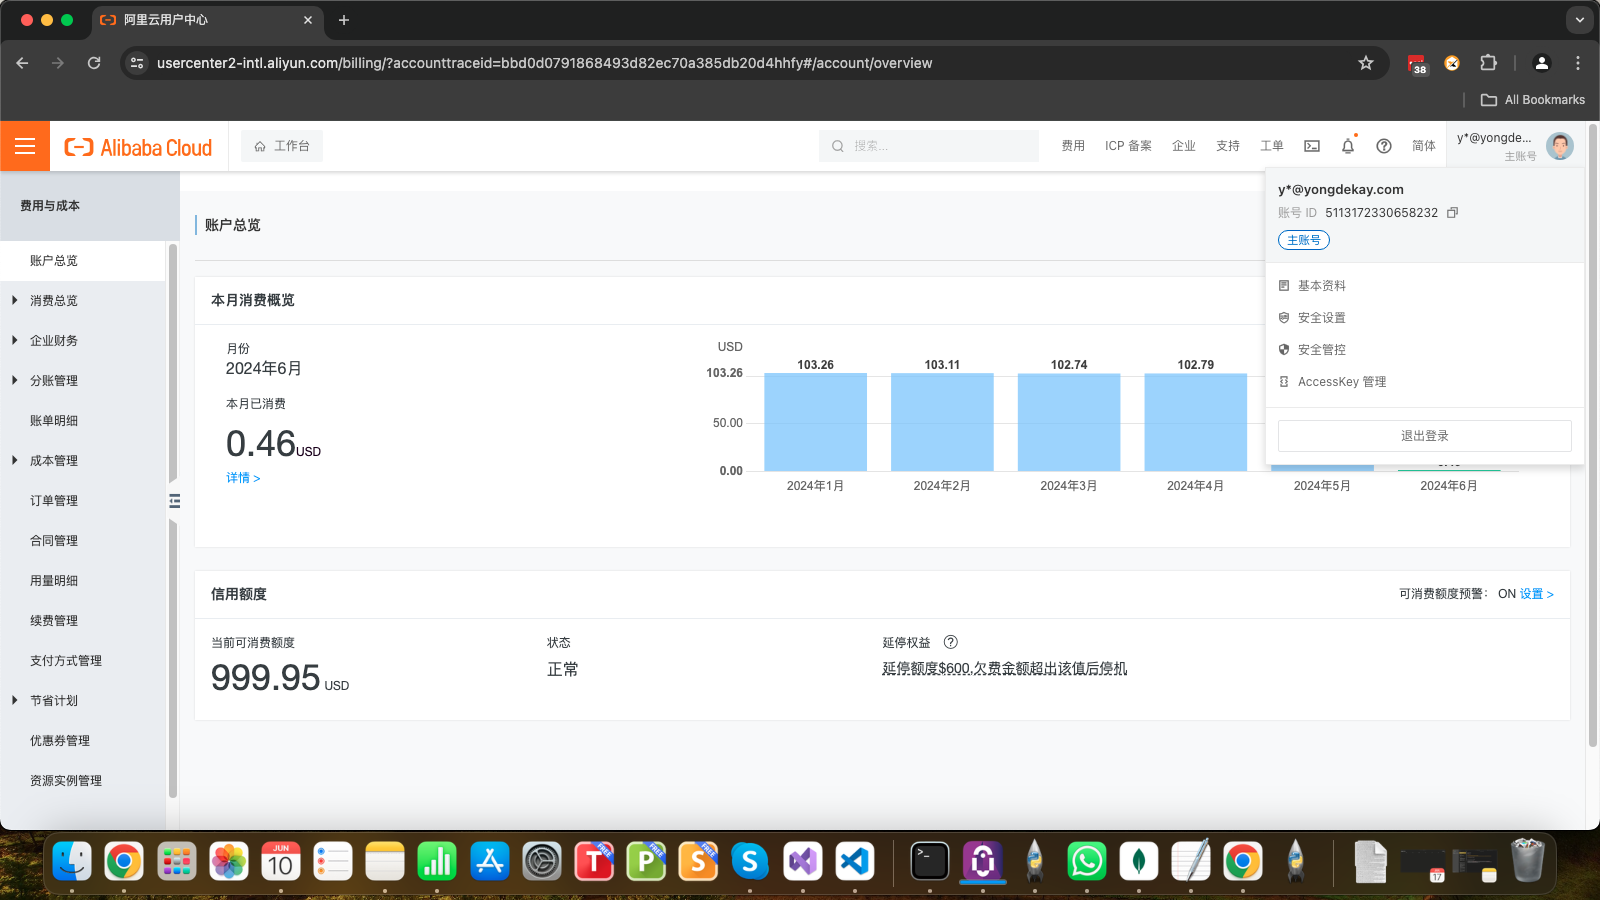 阿里云用户中心
usercenter2-intl.aliyun.com/billing/?accounttraceid=bbd0d0791868493d82ec70a385db20d4hhfy#/account/overview
38
All Bookmarks
Alibaba Cloud
工作台
搜索...
费用
ICP 备案
企业
支持
工单
简体
y*@yongde...
主账号
y*@yongdekay.com
账号 ID 5113172330658232
主账号
基本资料
安全设置
安全管控
AccessKey 管理
退出登录
费用与成本
账户总览
消费总览
企业财务
分账管理
账单明细
成本管理
订单管理
合同管理
用量明细
续费管理
支付方式管理
节省计划
优惠券管理
资源实例管理
账户总览
本月消费概览
月份
2024年6月
本月已消费
0.46USD
详情 >
USD
103.26
50.00
0.00
103.26
103.11
102.74
102.79
2024年1月
2024年2月
2024年3月
2024年4月
2024年5月
2024年6月
信用额度
可消费额度预警： ON 设置 >
当前可消费额度
999.95 USD
状态
正常
延停权益
延停额度$600,欠费金额超出该值后停机
JUN
10
FREE
T
FREE
P
FREE
S
S
17